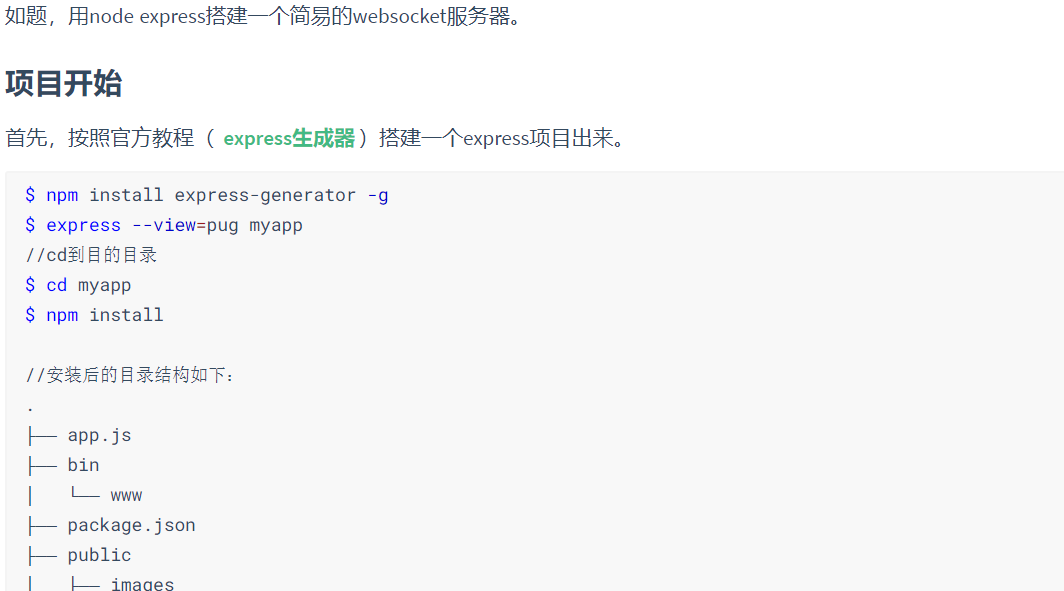 如题，用node express搭建一个简易的websocket服务器。
项目开始
首先，按照官方教程（ express生成器）搭建一个express项目出来。
$ npm install express-generator -g
$ express --view=pug myapp
//cd到目的目录
$ cd myapp
$ npm install
//安装后的目录结构如下：
.
├── app.js
├── bin
│   └── www
├── package.json
├── public
│   ├── images